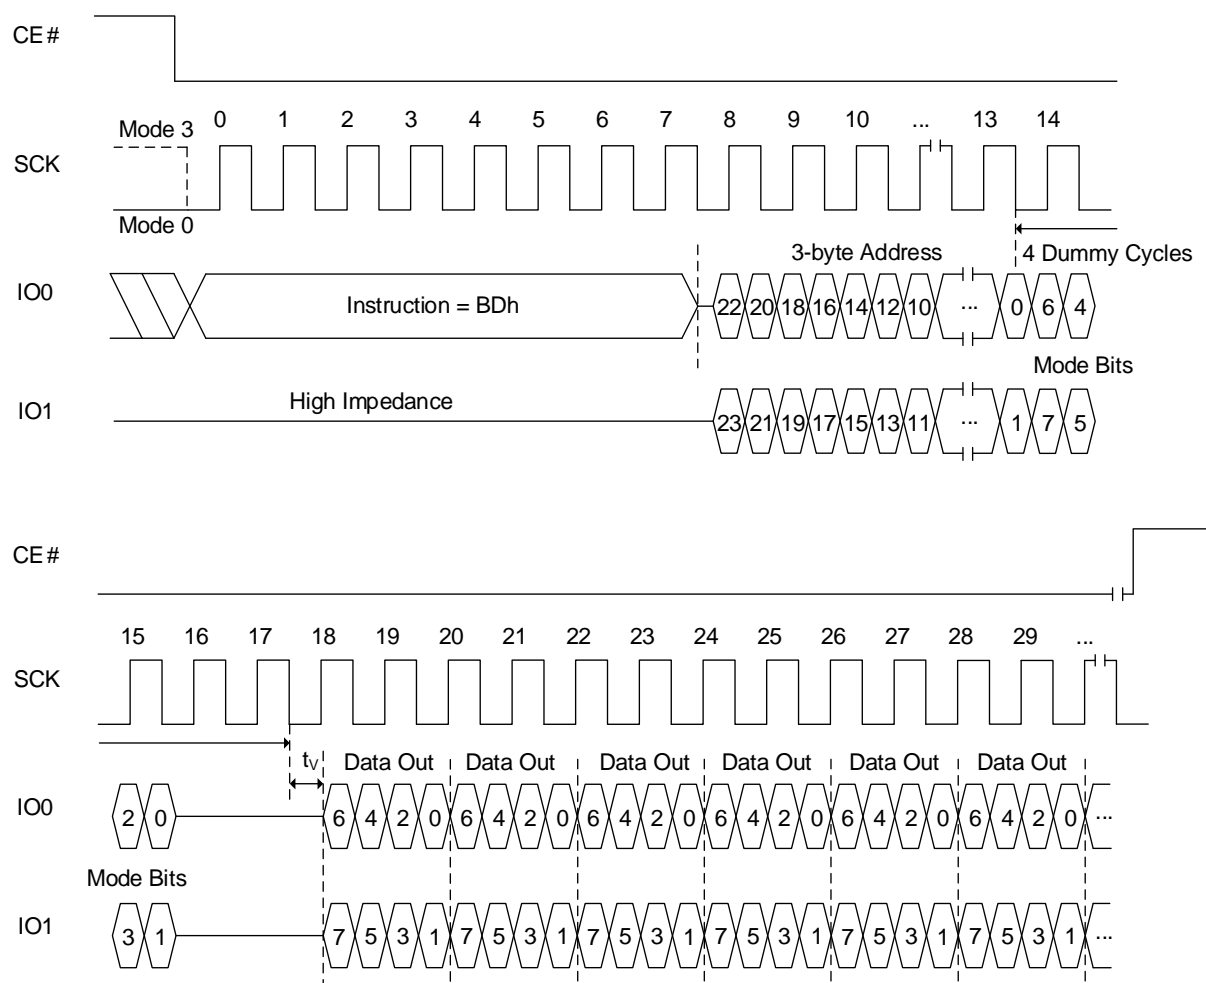 CE#
Mode 3 0 1 2 3 4 5 6 7 8 9 10 ... 13 14
SCK
Mode 0
3-byte Address 4 Dummy Cycles
IO0 Instruction = BDh 22 20 18 16 14 12 10 ... 0 6 4
Mode Bits
IO1 High Impedance 23 21 19 17 15 13 11 ... 1 7 5
CE#
15 16 17 18 19 20 21 22 23 24 25 26 27 28 29 ...
SCK
tV Data Out Data Out Data Out Data Out Data Out Data Out
IO0 2 0 6 4 2 0 6 4 2 0 6 4 2 0 6 4 2 0 6 4 2 0 6 4 2 0 ...
Mode Bits
IO1 3 1 7 5 3 1 7 5 3 1 7 5 3 1 7 5 3 1 7 5 3 1 7 5 3 1 ...